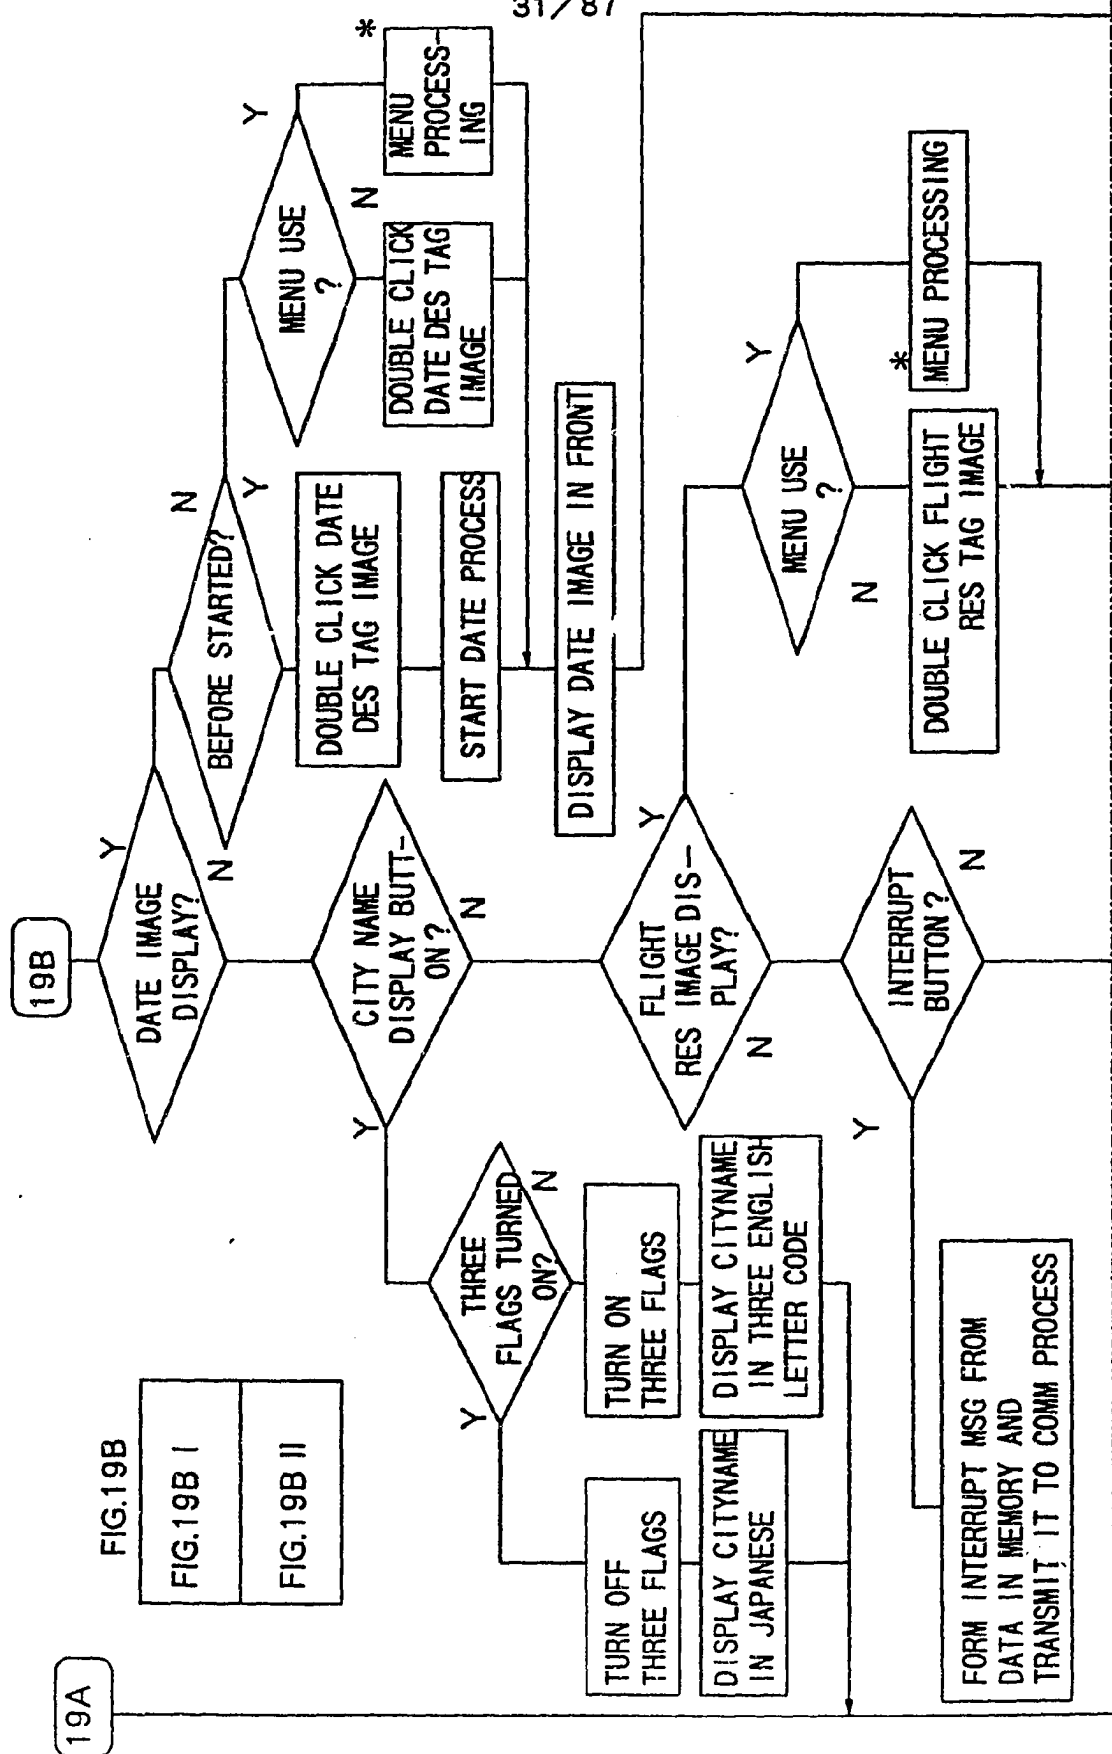 31/87
19A
19B
FIG.19B
FIG.19B I
FIG.19B II
DATE IMAGE
DISPLAY?
Y
N
BEFORE STARTED?
N
Y
MENU USE
?
Y
N
*
MENU
PROCESS-
ING
DOUBLE CLICK
DATE DES TAG
IMAGE
DOUBLE CLICK DATE
DES TAG IMAGE
START DATE PROCESS
DISPLAY DATE IMAGE IN FRONT
CITY NAME
DISPLAY BUTT-
ON?
Y
N
THREE
FLAGS TURNED
ON?
Y
N
TURN OFF
THREE FLAGS
TURN ON
THREE FLAGS
DISPLAY CITYNAME
IN JAPANESE
DISPLAY CITYNAME
IN THREE ENGLISH
LETTER CODE
FLIGHT
RES IMAGE DIS-
PLAY?
Y
N
MENU USE
?
Y
N
*
MENU PROCESSING
DOUBLE CLICK FLIGHT
RES TAG IMAGE
INTERRUPT
BUTTON?
Y
N
FORM INTERRUPT MSG FROM
DATA IN MEMORY AND
TRANSMIT IT TO COMM PROCESS